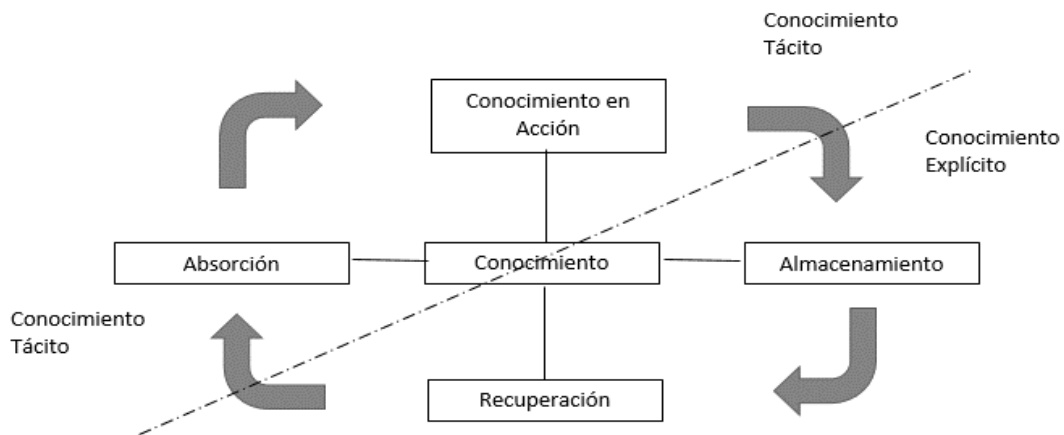 Conocimiento
Tácito
Conocimiento en
Acción
Conocimiento
Explícito
Absorción
Conocimiento
Almacenamiento
Conocimiento
Tácito
Recuperación